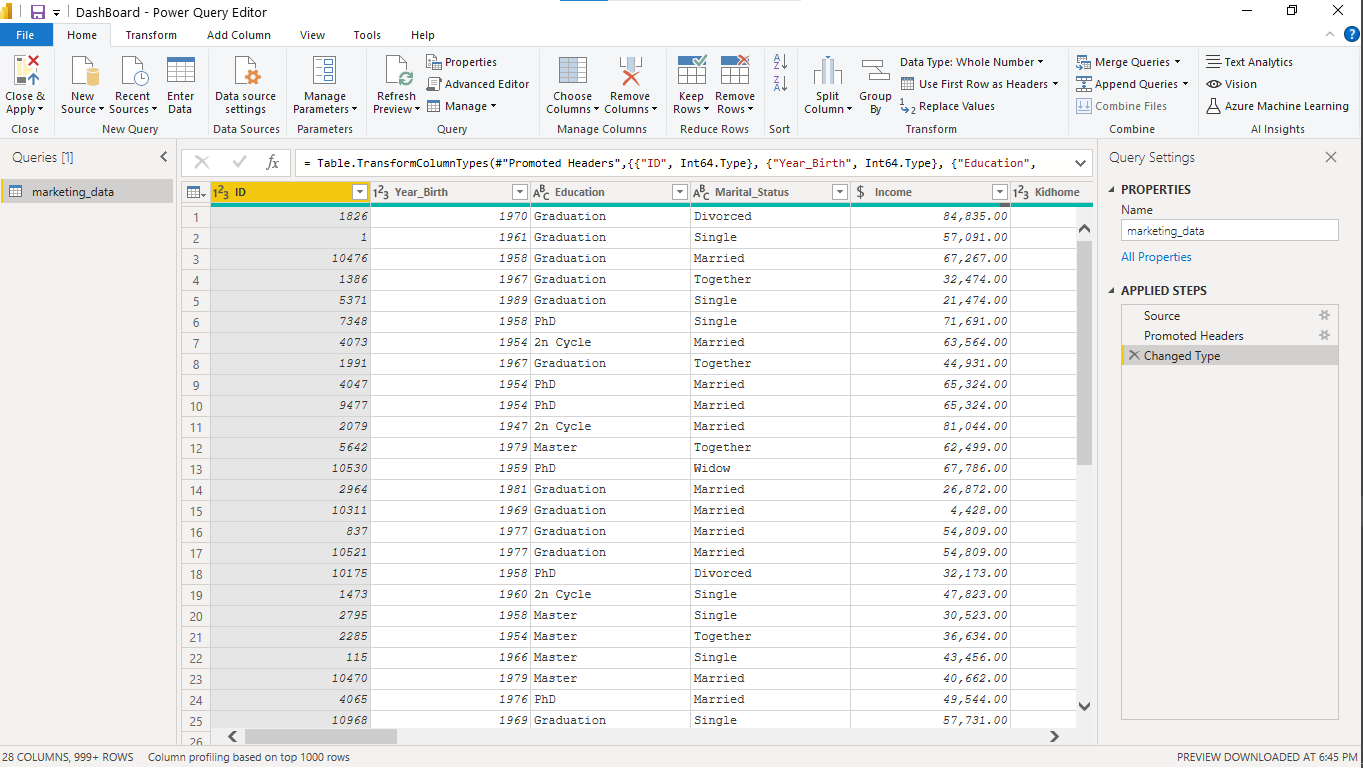 DashBoard - Power Query Editor
File Home Transform Add Column View Tools Help
Close & Apply
New Source
Recent Sources
Enter Data
Data source settings
Manage Parameters
Refresh Preview
Properties
Advanced Editor
Manage
Choose Columns
Remove Columns
Keep Rows
Remove Rows
Split Column
Group By
Data Type: Whole Number
Use First Row as Headers
Replace Values
Merge Queries
Append Queries
Combine Files
Text Analytics
Vision
Azure Machine Learning
Close New Query Data Sources Parameters Query Manage Columns Reduce Rows Sort Transform Combine AI Insights
Queries [1]
marketing_data
fx = Table.TransformColumnTypes(#"Promoted Headers",{{"ID", Int64.Type}, {"Year_Birth", Int64.Type}, {"Education",
ID Year_Birth Education Marital_Status $ Income Kidhome
1 1826 1970 Graduation Divorced 84,835.00
2 1 1961 Graduation Single 57,091.00
3 10476 1958 Graduation Married 67,267.00
4 1386 1967 Graduation Together 32,474.00
5 5371 1989 Graduation Single 21,474.00
6 7348 1958 PhD Single 71,691.00
7 4073 1954 2n Cycle Married 63,564.00
8 1991 1967 Graduation Together 44,931.00
9 4047 1954 PhD Married 65,324.00
10 9477 1954 PhD Married 65,324.00
11 2079 1947 2n Cycle Married 81,044.00
12 5642 1979 Master Together 62,499.00
13 10530 1959 PhD Widow 67,786.00
14 2964 1981 Graduation Married 26,872.00
15 10311 1969 Graduation Married 4,428.00
16 837 1977 Graduation Married 54,809.00
17 10521 1977 Graduation Married 54,809.00
18 10175 1958 PhD Divorced 32,173.00
19 1473 1960 2n Cycle Single 47,823.00
20 2795 1958 Master Single 30,523.00
21 2285 1954 Master Together 36,634.00
22 115 1966 Master Single 43,456.00
23 10470 1979 Master Married 40,662.00
24 4065 1976 PhD Married 49,544.00
25 10968 1969 Graduation Single 57,731.00
26
Query Settings
PROPERTIES
Name
marketing_data
All Properties
APPLIED STEPS
Source
Promoted Headers
Changed Type
28 COLUMNS, 999+ ROWS Column profiling based on top 1000 rows
PREVIEW DOWNLOADED AT 6:45 PM